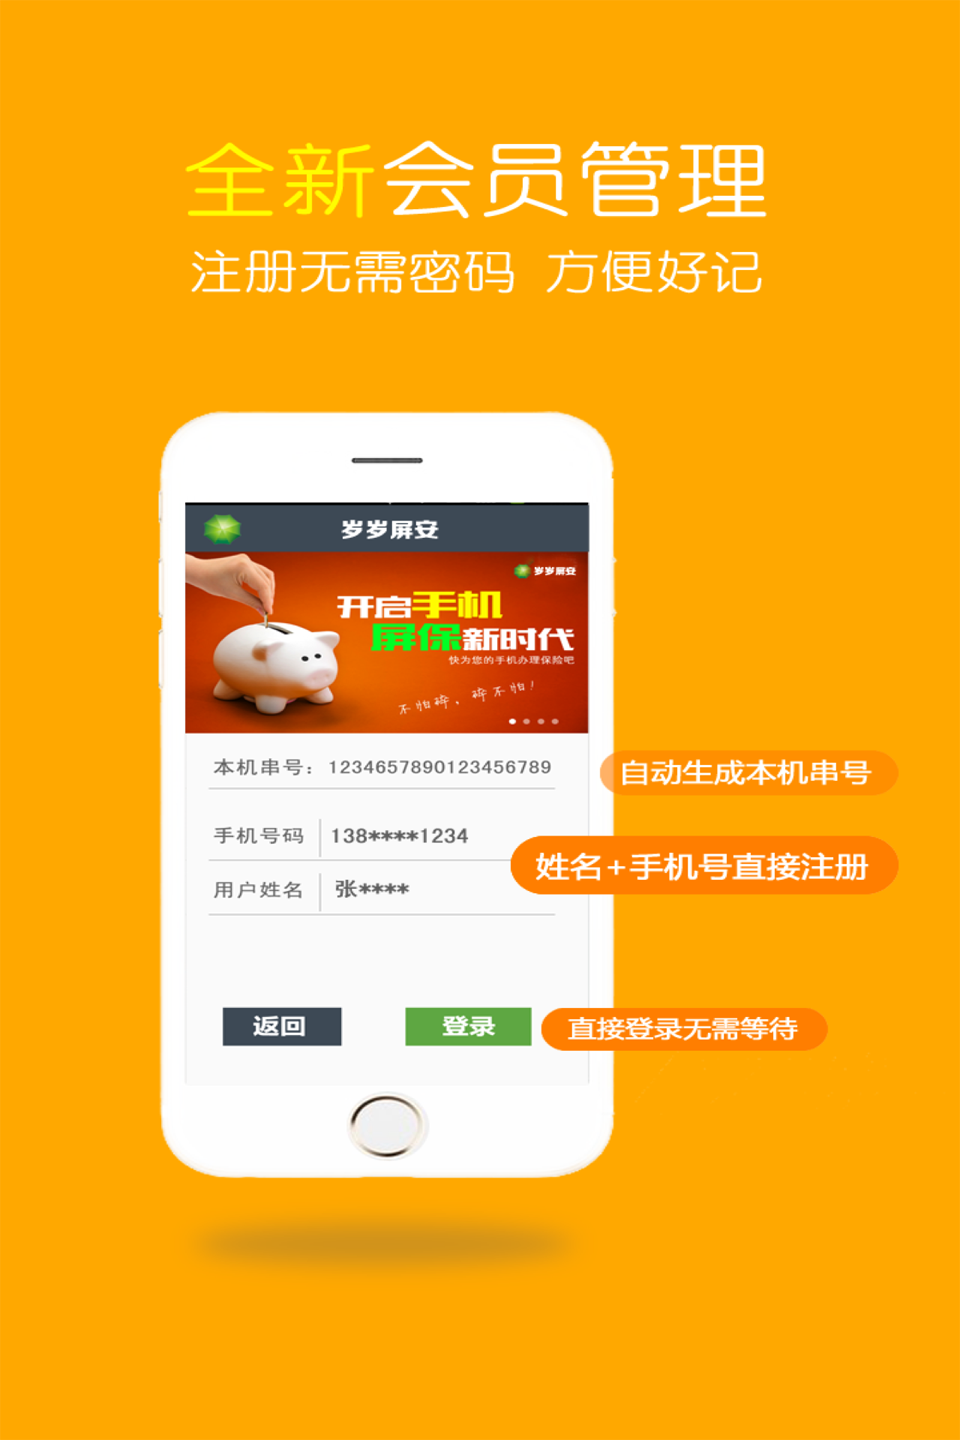 全新会员管理
注册无需密码 方便好记
岁岁屏安
岁岁屏安
开启手机
屏保新时代
快为您的手机办理保险吧
不怕碎，碎不怕！
本机串号：1234657890123456789
自动生成本机串号
手机号码 138****1234
姓名+手机号直接注册
用户姓名 张****
返回 登录
直接登录无需等待